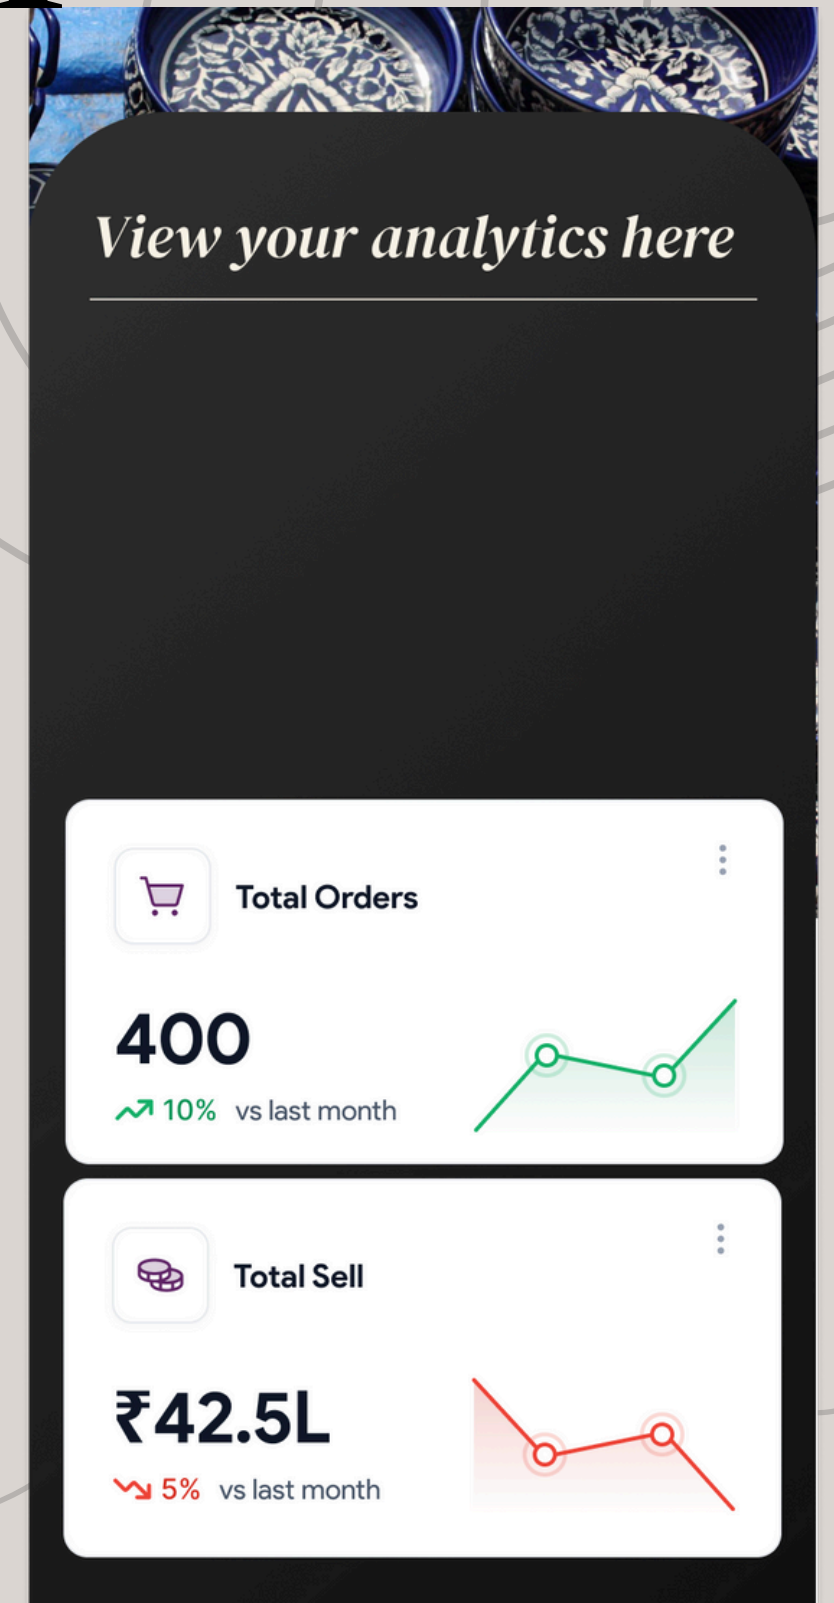 View your analytics here
Total Orders
400
10% vs last month
Total Sell
₹42.5L
5% vs last month